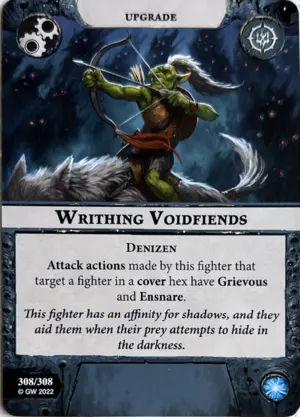 UPGRADE
WRITHING VOIDFIENDS
DENIZEN
Attack actions made by this fighter that
target a fighter in a cover hex have Grievous
and Ensnare.
This fighter has an affinity for shadows, and they
aid them when their prey attempts to hide in
the darkness.
308/308
© GW 2022